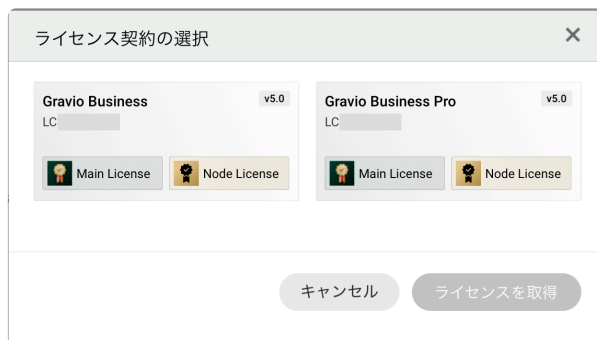 ライセンス契約の選択
Gravio Business
v5.0
LC
Main License
Node License
Gravio Business Pro
v5.0
LC
Main License
Node License
キャンセル
ライセンスを取得